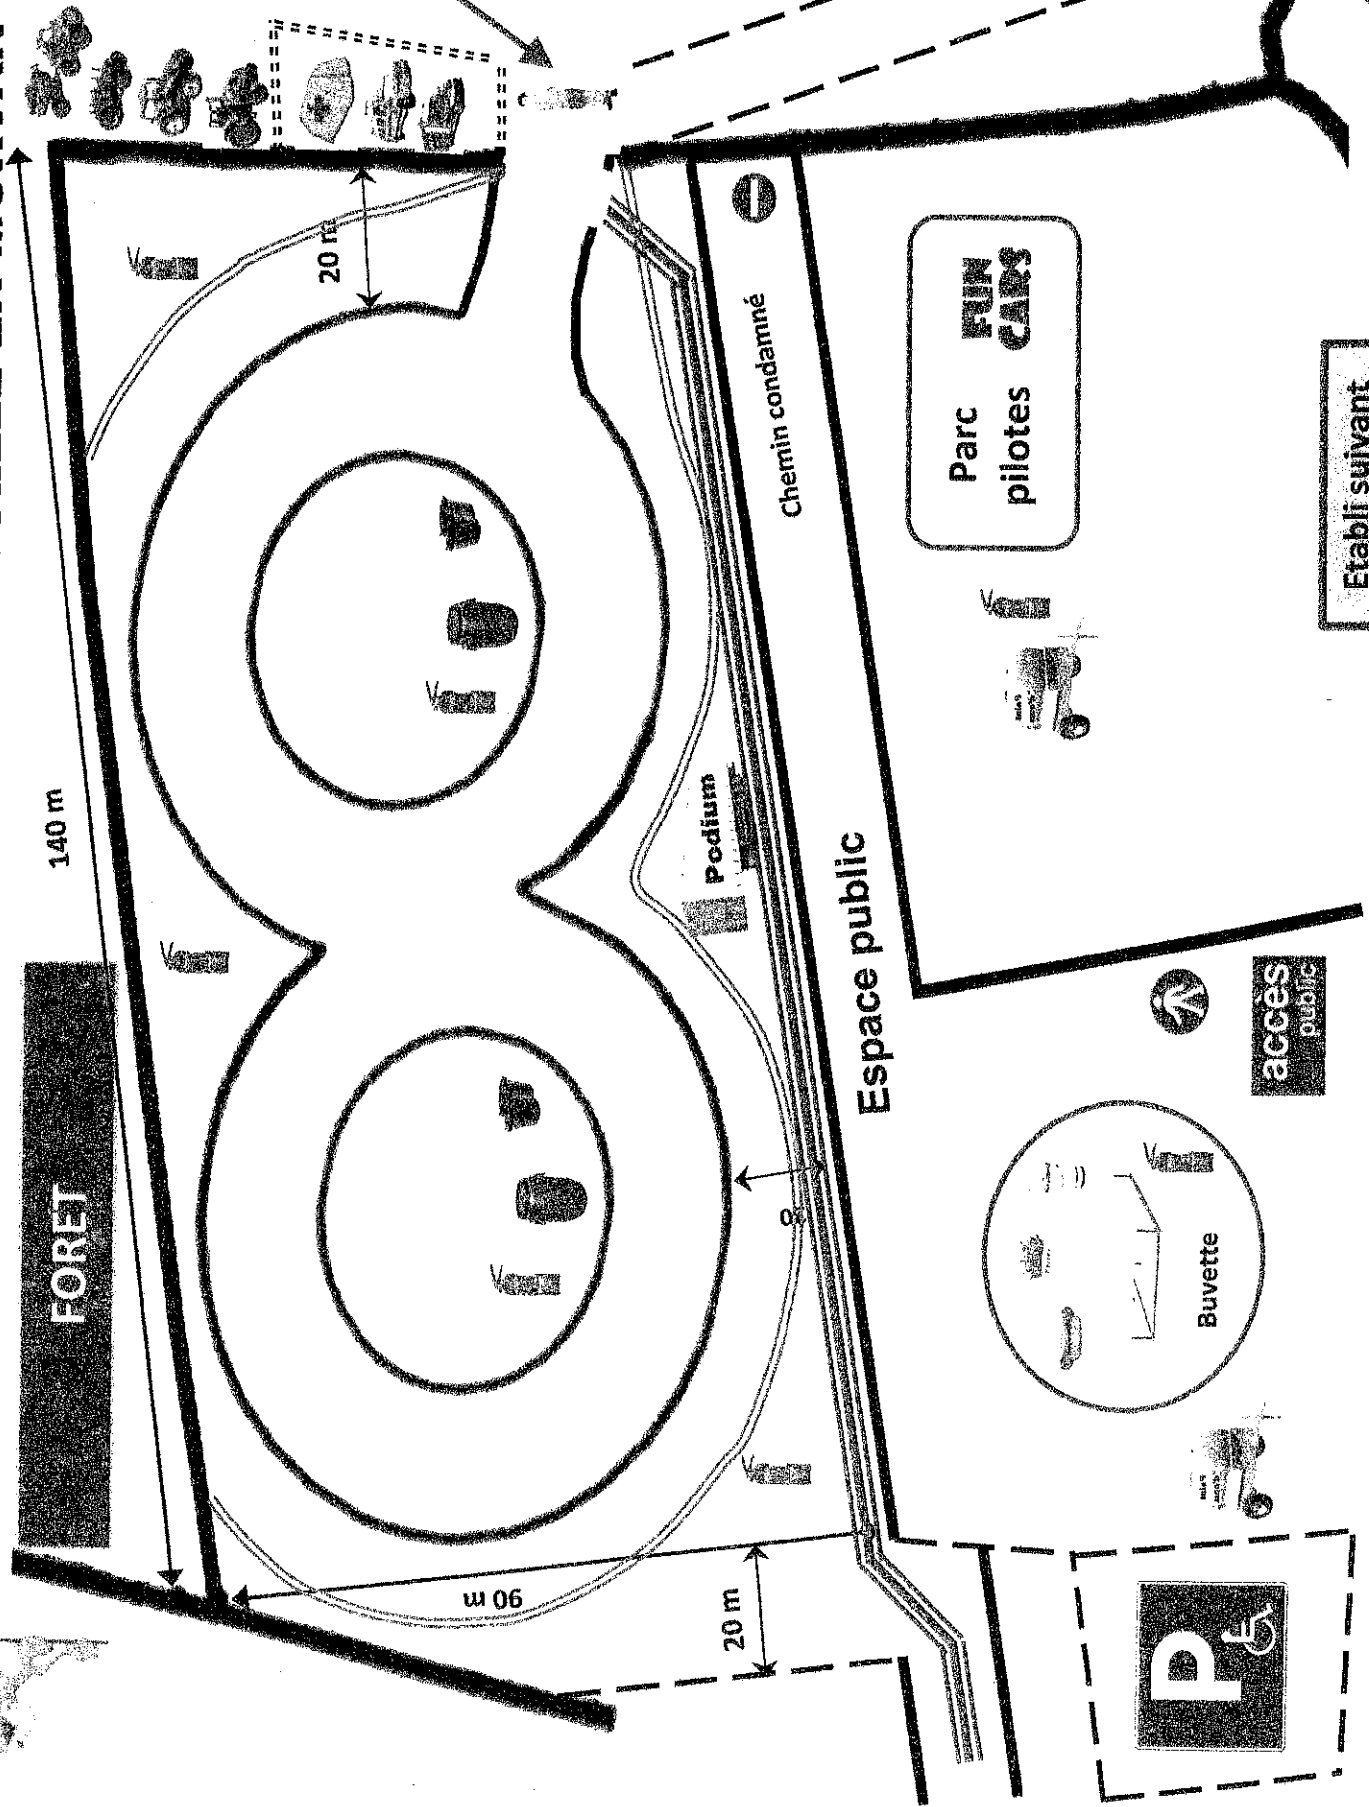 140 m
FORET
20 m
FUN
CARS
Parc
pilotes
Chemin condamné
Podium
Espace public
Etabli suivant
accès
public
Buvette
90 m
20 m
P